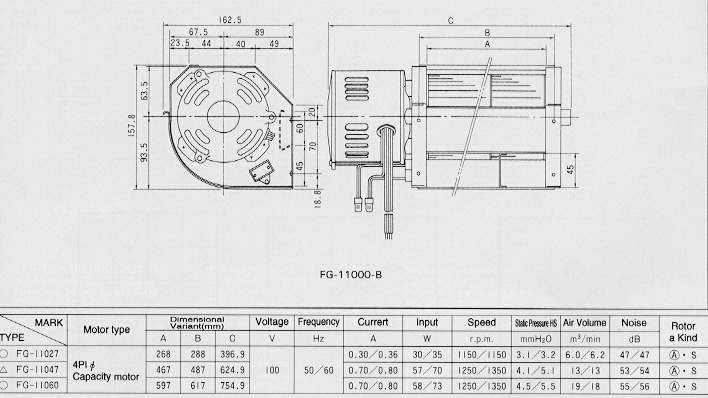 162.5
67.5 89
23.5 44 40 49
157.8
63.5
93.5
20
60
70
45
18.8
C
B
A
45
FG-11000-B
MARK
TYPE
Motor type
Dimensional
Variant(mm)
A B C
Voltage
V
Frequency
Hz
Currert
A
Input
W
Speed
r.p.m.
Static Pressure HS
mmH₂O
Air Volume
m³/min
Noise
dB
Rotor
a Kind
○ FG-11027 268 288 396.9 0.30/0.36 30/35 1150/1150 3.1/3.2 6.0/6.2 47/47 Ⓐ・S
△ FG-11047 4PIφ Capacity motor 467 487 624.9 100 50/60 0.70/0.80 57/70 1250/1350 4.1/5.1 13/13 53/54 Ⓐ・S
○ FG-11060 597 617 754.9 0.70/0.80 58/73 1250/1350 4.5/5.5 19/18 55/56 Ⓐ・S